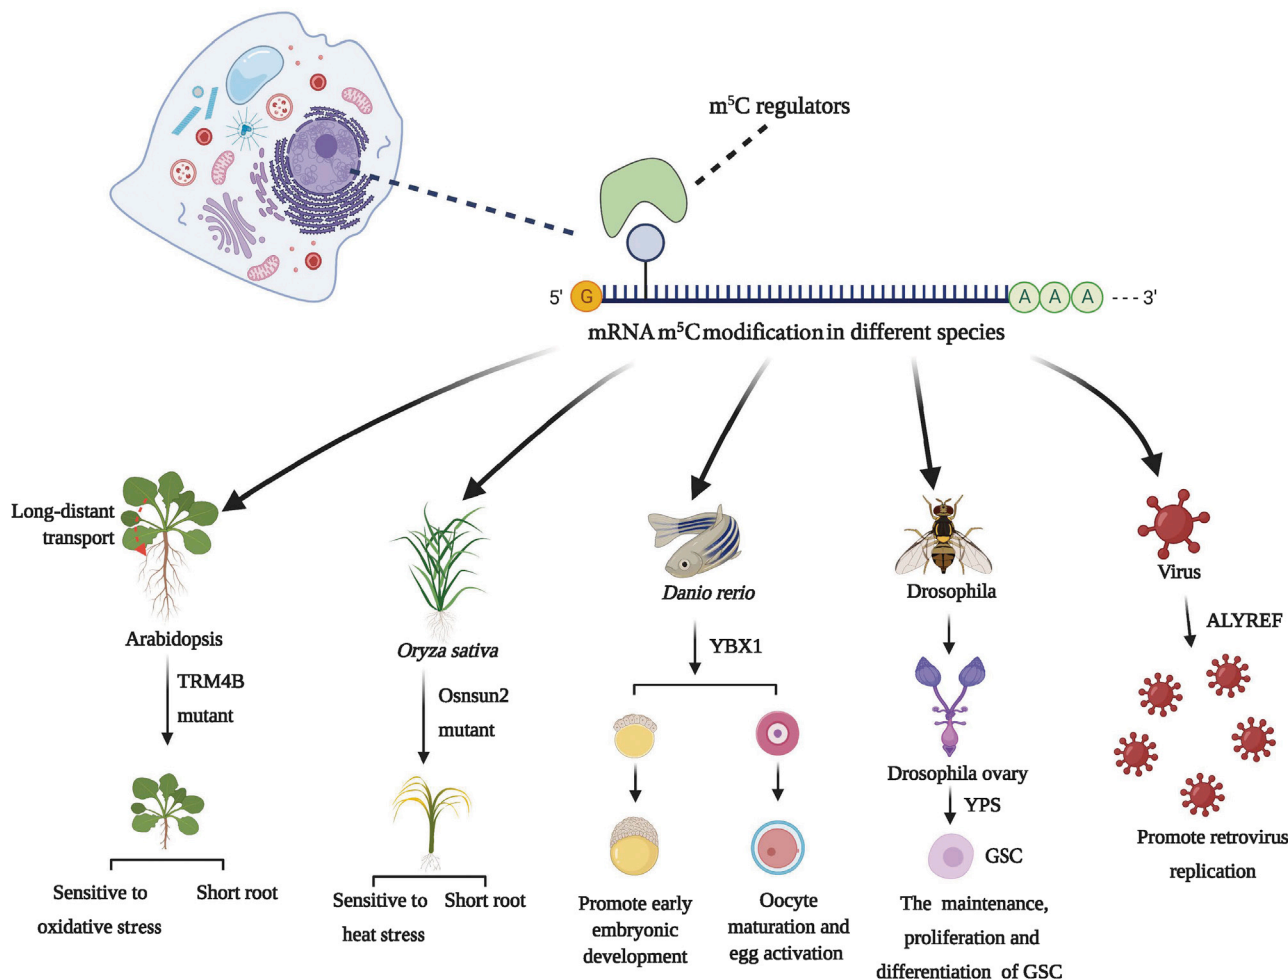 m⁵C regulators
5' G A A A --- 3'
mRNA m⁵C modification in different species
Long-distant
transport
Arabidopsis
TRM4B
mutant
Sensitive to
oxidative stress
Short root
Oryza sativa
Osnsun2
mutant
Sensitive to
heat stress
Short root
Danio rerio
YBX1
Promote early
embryonic
development
Oocyte
maturation and
egg activation
Drosophila
Drosophila ovary
YPS
GSC
The maintenance,
proliferation and
differentiation of GSC
Virus
ALYREF
Promote retrovirus
replication